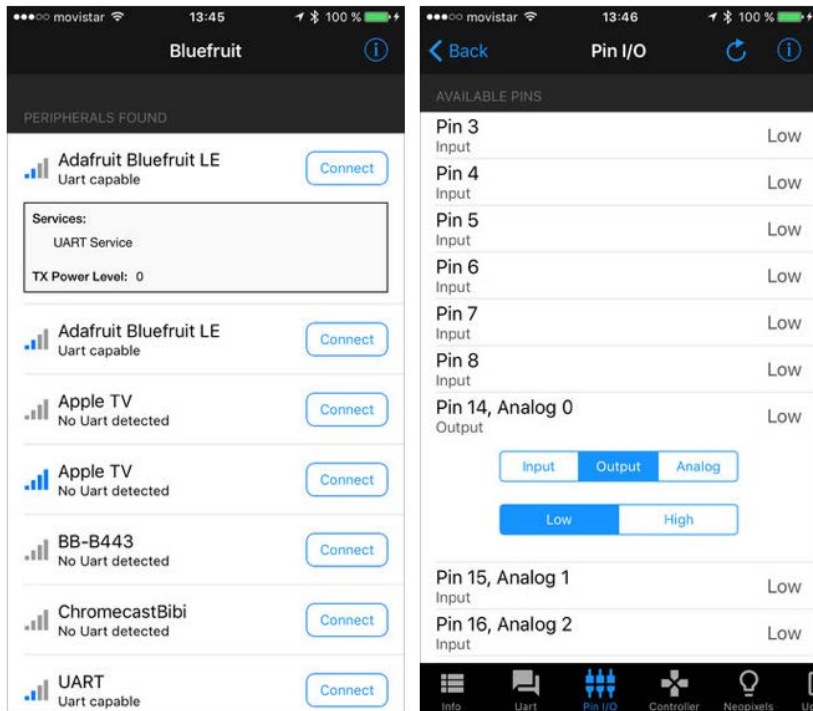 movistar 13:45 100 %
Bluefruit
PERIPHERALS FOUND
Adafruit Bluefruit LE
Uart capable
Connect
Services:
UART Service
TX Power Level: 0
Adafruit Bluefruit LE
Uart capable
Connect
Apple TV
No Uart detected
Connect
Apple TV
No Uart detected
Connect
BB-B443
No Uart detected
Connect
ChromecastBibi
No Uart detected
Connect
UART
Uart capable
Connect
movistar 13:46 100 %
Back Pin I/O
AVAILABLE PINS
Pin 3
Input
Low
Pin 4
Input
Low
Pin 5
Input
Low
Pin 6
Input
Low
Pin 7
Input
Low
Pin 8
Input
Low
Pin 14, Analog 0
Output
Low
Input Output Analog
Low High
Pin 15, Analog 1
Input
Low
Pin 16, Analog 2
Input
Low
Info Uart Pin I/O Controller Neopixels